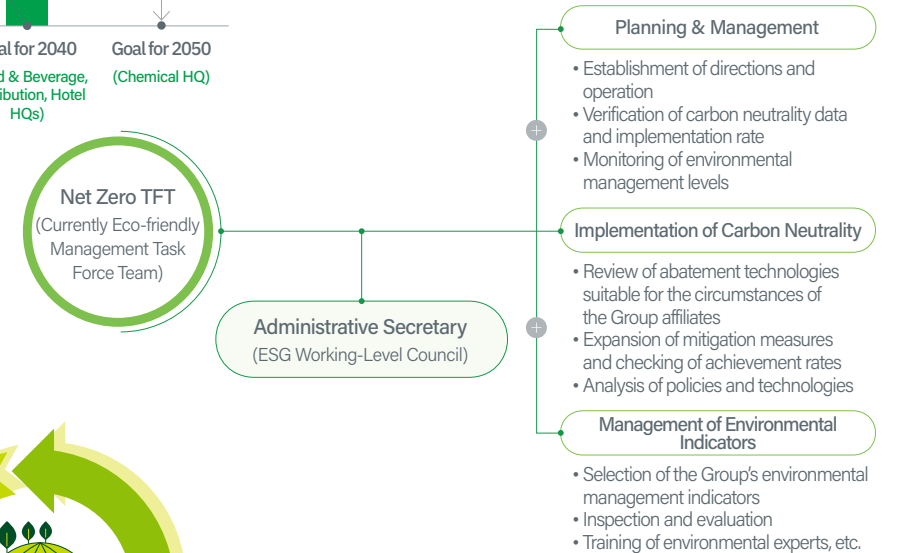 al for 2040
Goal for 2050
d & Beverage,
ibution, Hotel
HQs)
(Chemical HQ)
Net Zero TFT
(Currently Eco-friendly
Management Task
Force Team)
Administrative Secretary
(ESG Working-Level Council)
Planning & Management
• Establishment of directions and
operation
• Verification of carbon neutrality data
and implementation rate
• Monitoring of environmental
management levels
Implementation of Carbon Neutrality
• Review of abatement technologies
suitable for the circumstances of
the Group affiliates
• Expansion of mitigation measures
and checking of achievement rates
• Analysis of policies and technologies
Management of Environmental
Indicators
• Selection of the Group's environmental
management indicators
• Inspection and evaluation
• Training of environmental experts, etc.